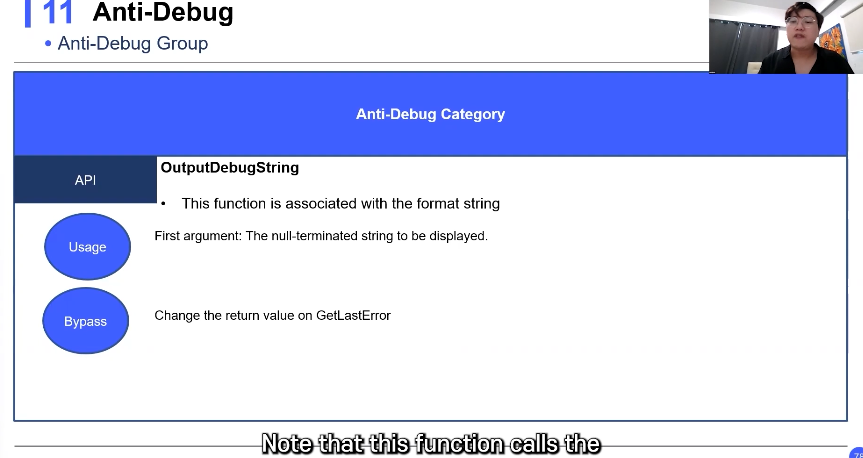 11 Anti-Debug
• Anti-Debug Group
Anti-Debug Category
API
OutputDebugString
• This function is associated with the format string
Usage
First argument: The null-terminated string to be displayed.
Bypass
Change the return value on GetLastError
Note that this function calls the